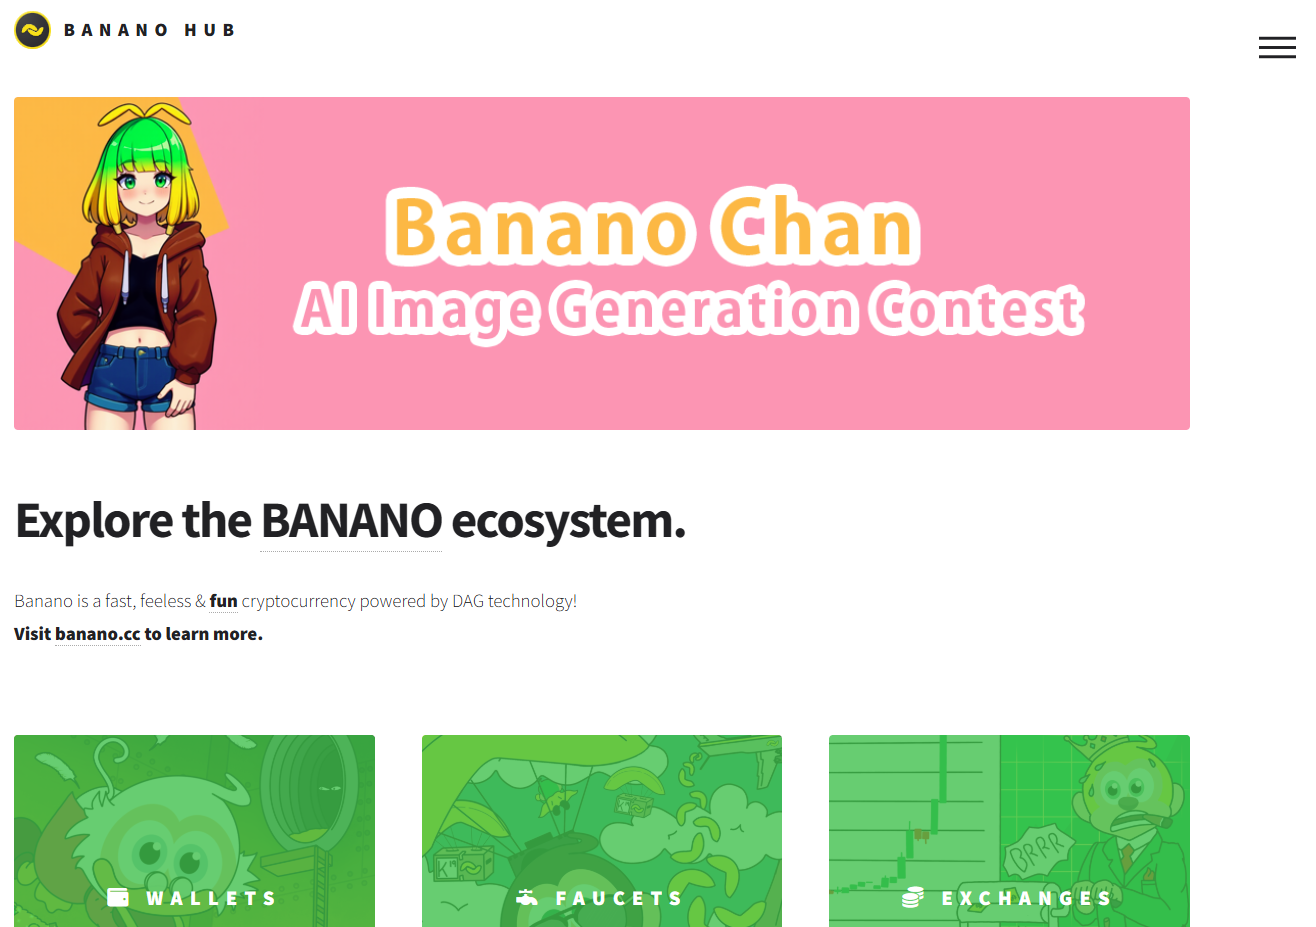 BANANO HUB
Banano Chan
AI Image Generation Contest
Explore the BANANO ecosystem.
Banano is a fast, feeless & fun cryptocurrency powered by DAG technology!
Visit banano.cc to learn more.
BRRR
WALLETS
FAUCETS
EXCHANGES